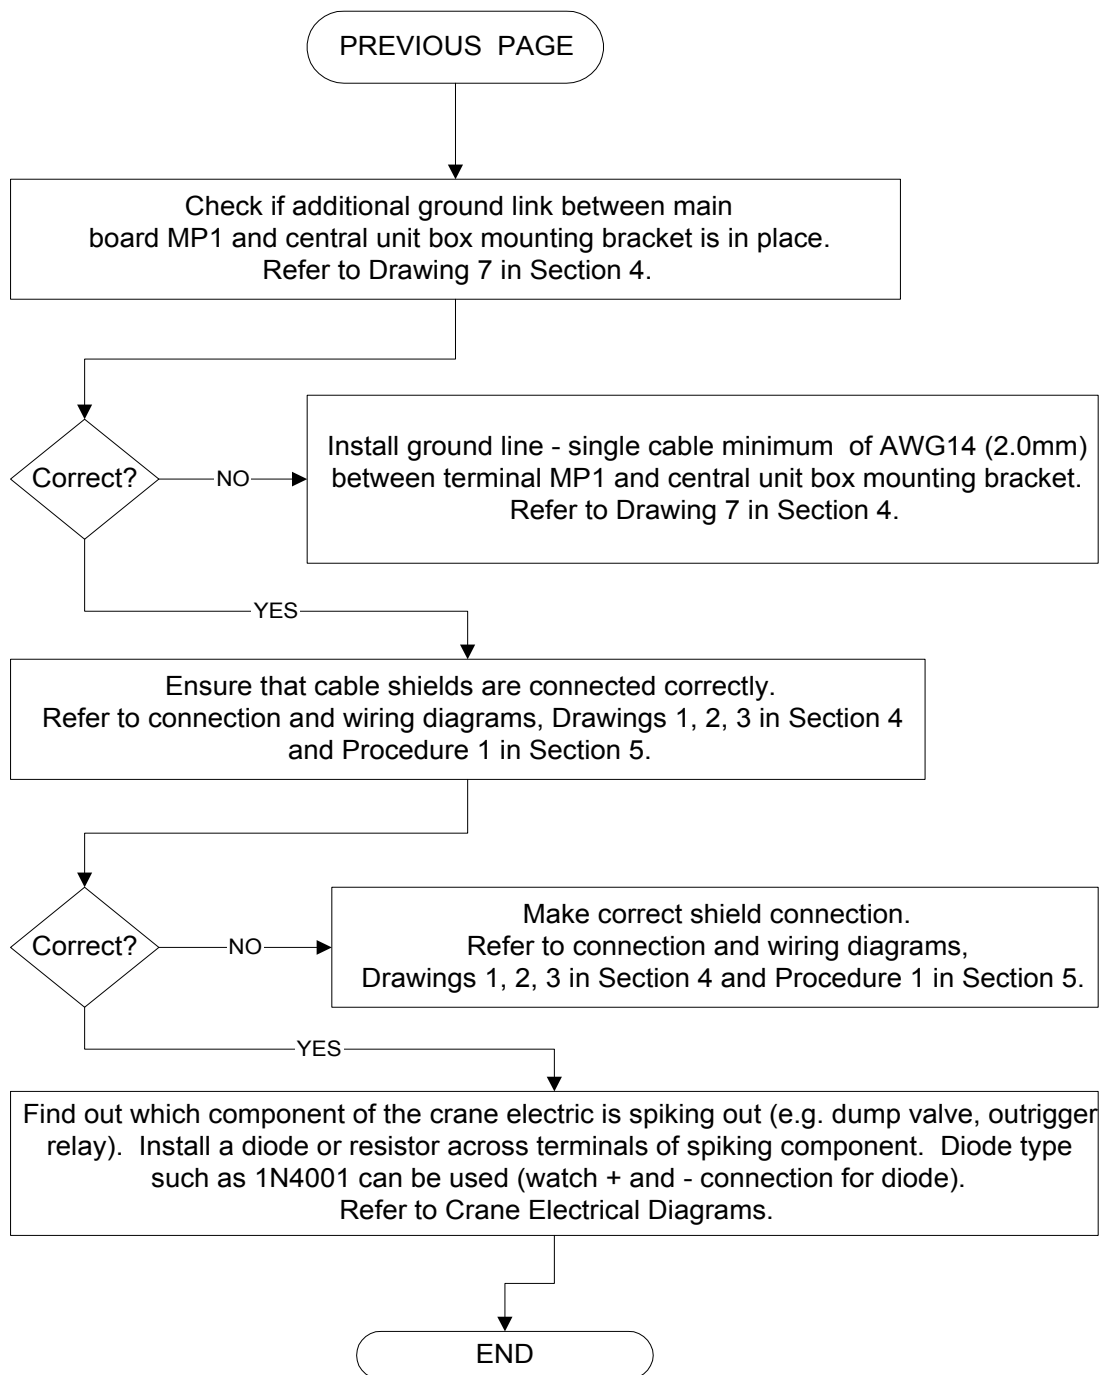 PREVIOUS  PAGE
Check if additional ground link between main
board MP1 and central unit box mounting bracket is in place.
Refer to Drawing 7 in Section 4.
Correct?
NO
Install ground line - single cable minimum  of AWG14 (2.0mm)
between terminal MP1 and central unit box mounting bracket.
Refer to Drawing 7 in Section 4.
YES
Ensure that cable shields are connected correctly.
Refer to connection and wiring diagrams, Drawings 1, 2, 3 in Section 4
and Procedure 1 in Section 5.
Correct?
NO
Make correct shield connection.
Refer to connection and wiring diagrams,
Drawings 1, 2, 3 in Section 4 and Procedure 1 in Section 5.
YES
Find out which component of the crane electric is spiking out (e.g. dump valve, outrigger
relay).  Install a diode or resistor across terminals of spiking component.  Diode type
such as 1N4001 can be used (watch + and - connection for diode).
Refer to Crane Electrical Diagrams.
END